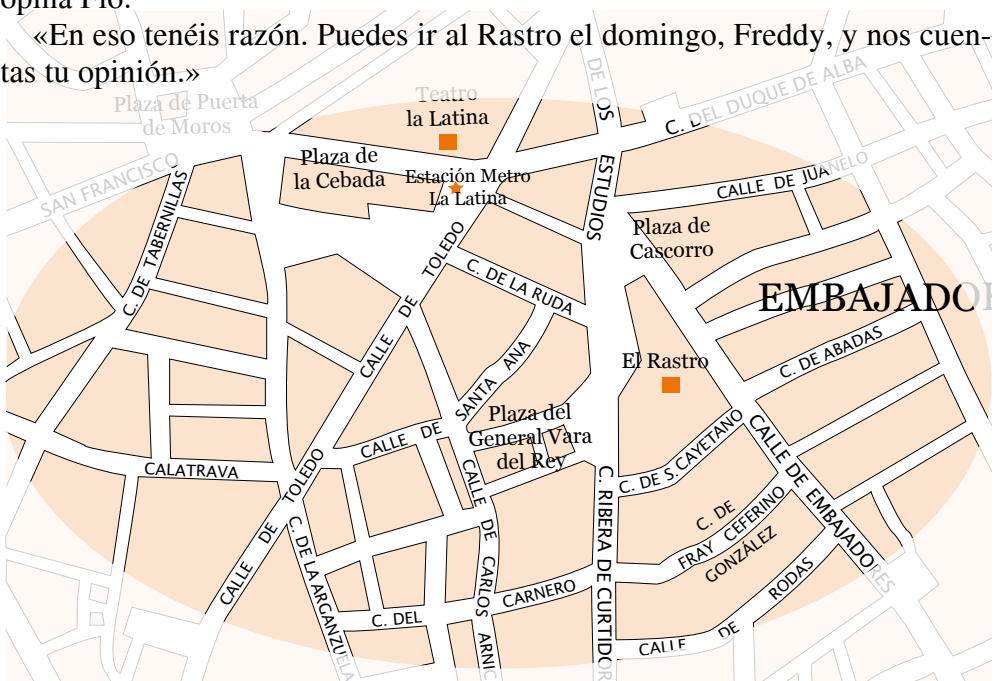 opina Flo.
«En eso tenéis razón. Puedes ir al Rastro el domingo, Freddy, y nos cuen-
tas tu opinión.»
Plaza de Puerta
de Moros
Teatro
la Latina
DE LOS
ESTUDIOS
C. DEL DUQUE DE ALBA
SAN FRANCISCO
Plaza de
la Cebada
Estación Metro
La Latina
CALLE DE JUANELO
C. DE TABERNILLAS
Plaza de
Cascorro
CALLE DE TOLEDO
C. DE LA RUDA
EMBAJADO
El Rastro
C. DE ABADAS
SANTA ANA
CALLE DE
Plaza del
General Vara
del Rey
CALATRAVA
C. DE S.CAYETANO
CALLE DE EMBAJADORES
CALLE DE TOLEDO
C. DE LA ARGANZUELA
CALLE DE CARLOS ARNIC
C. RIBERA DE CURTIDOR
C. DE
FRAY CEFERINO
GONZÁLEZ
C. DEL CARNERO
CALLE DE RODAS